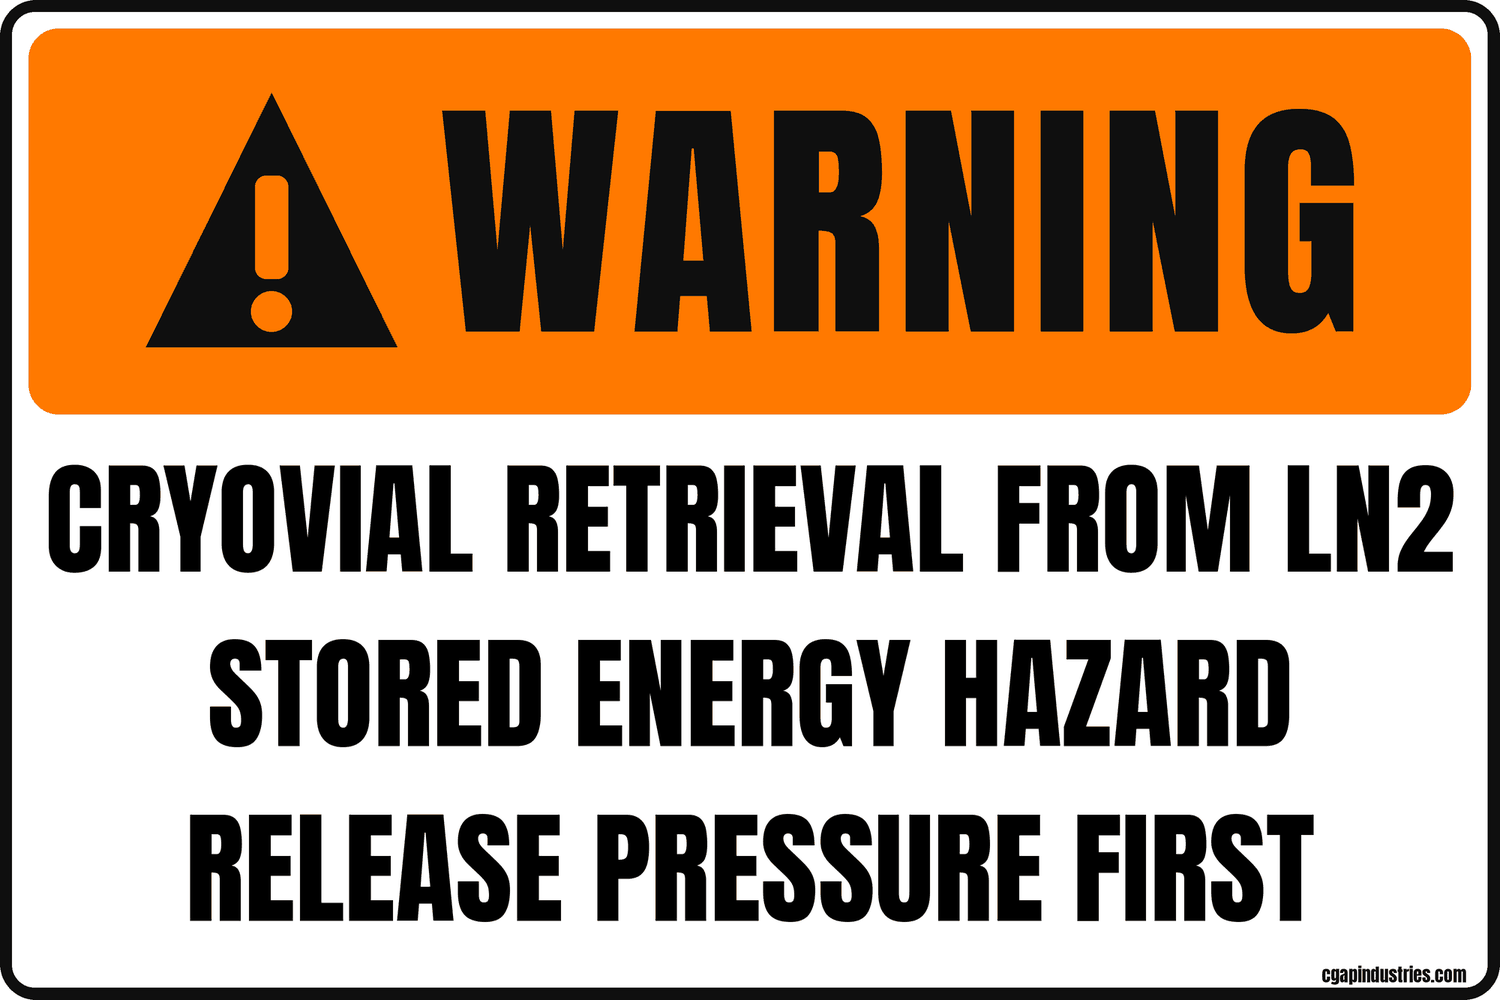 WARNING
CRYOVIAL RETRIEVAL FROM LN2
STORED ENERGY HAZARD
RELEASE PRESSURE FIRST
cgapindustries.com